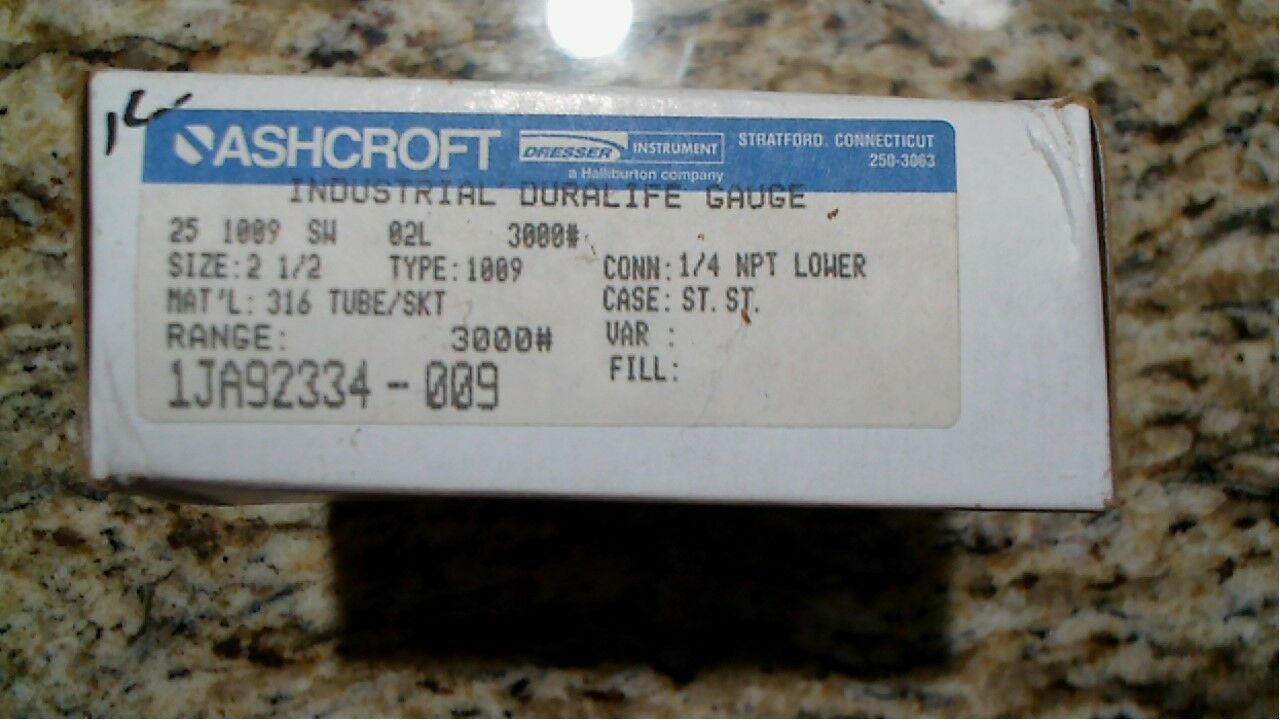 ASHCROFT DRESSER INSTRUMENT STRATFORD. CONNECTICUT
a Halliburton company 250-3063
INDUSTRIAL DURALIFE GAUGE
25 1009 SW 02L 3000#
SIZE:2 1/2 TYPE:1009 CONN:1/4 NPT LOWER
MAT'L: 316 TUBE/SKT CASE: ST.ST.
RANGE: 3000# VAR :
1JA92334-009 FILL: